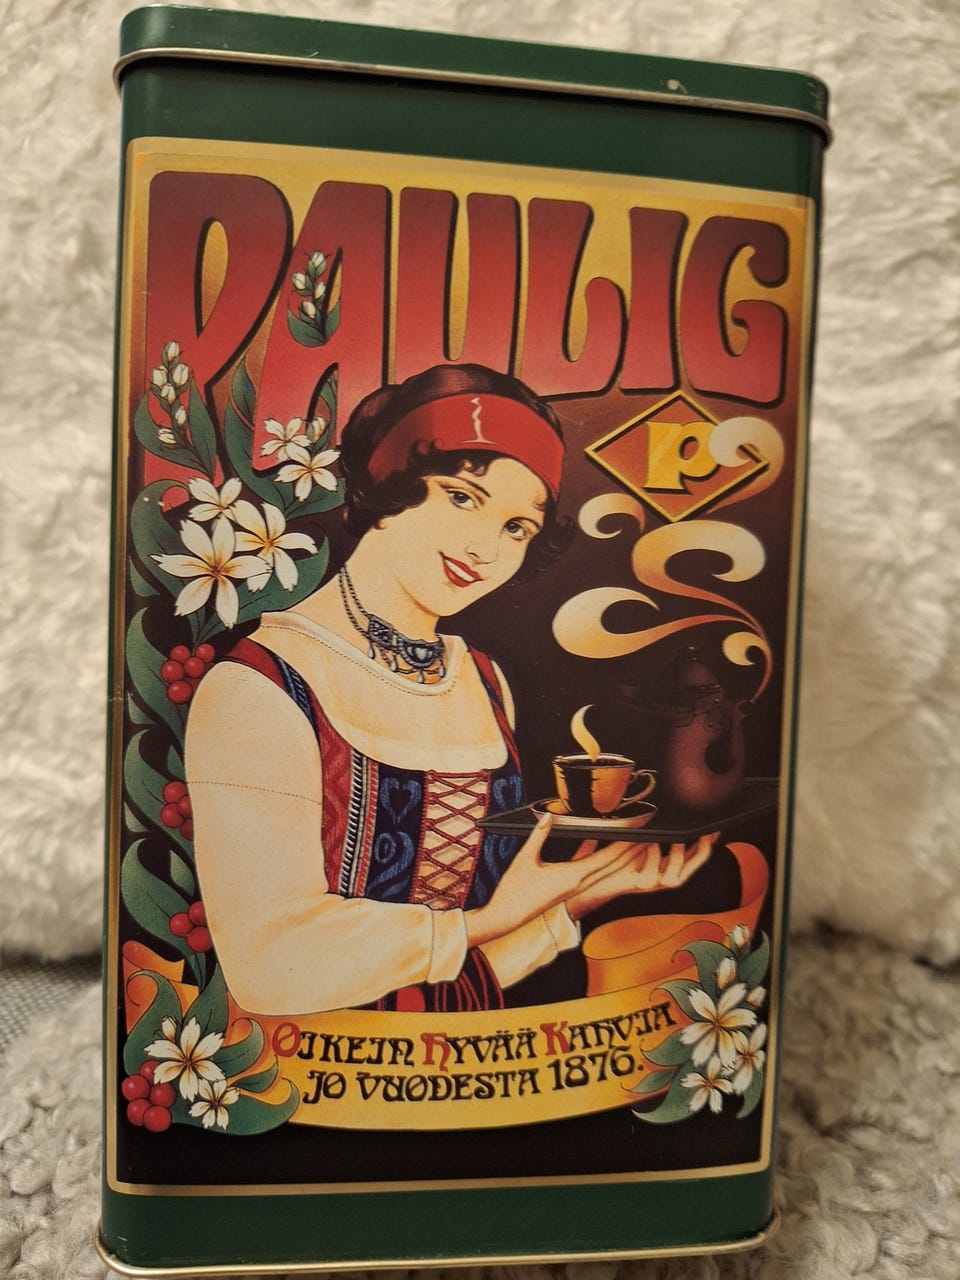 PAULIG
P
OIKEIN HYVÄÄ KAHVIA
JO VUODESTA 1876.